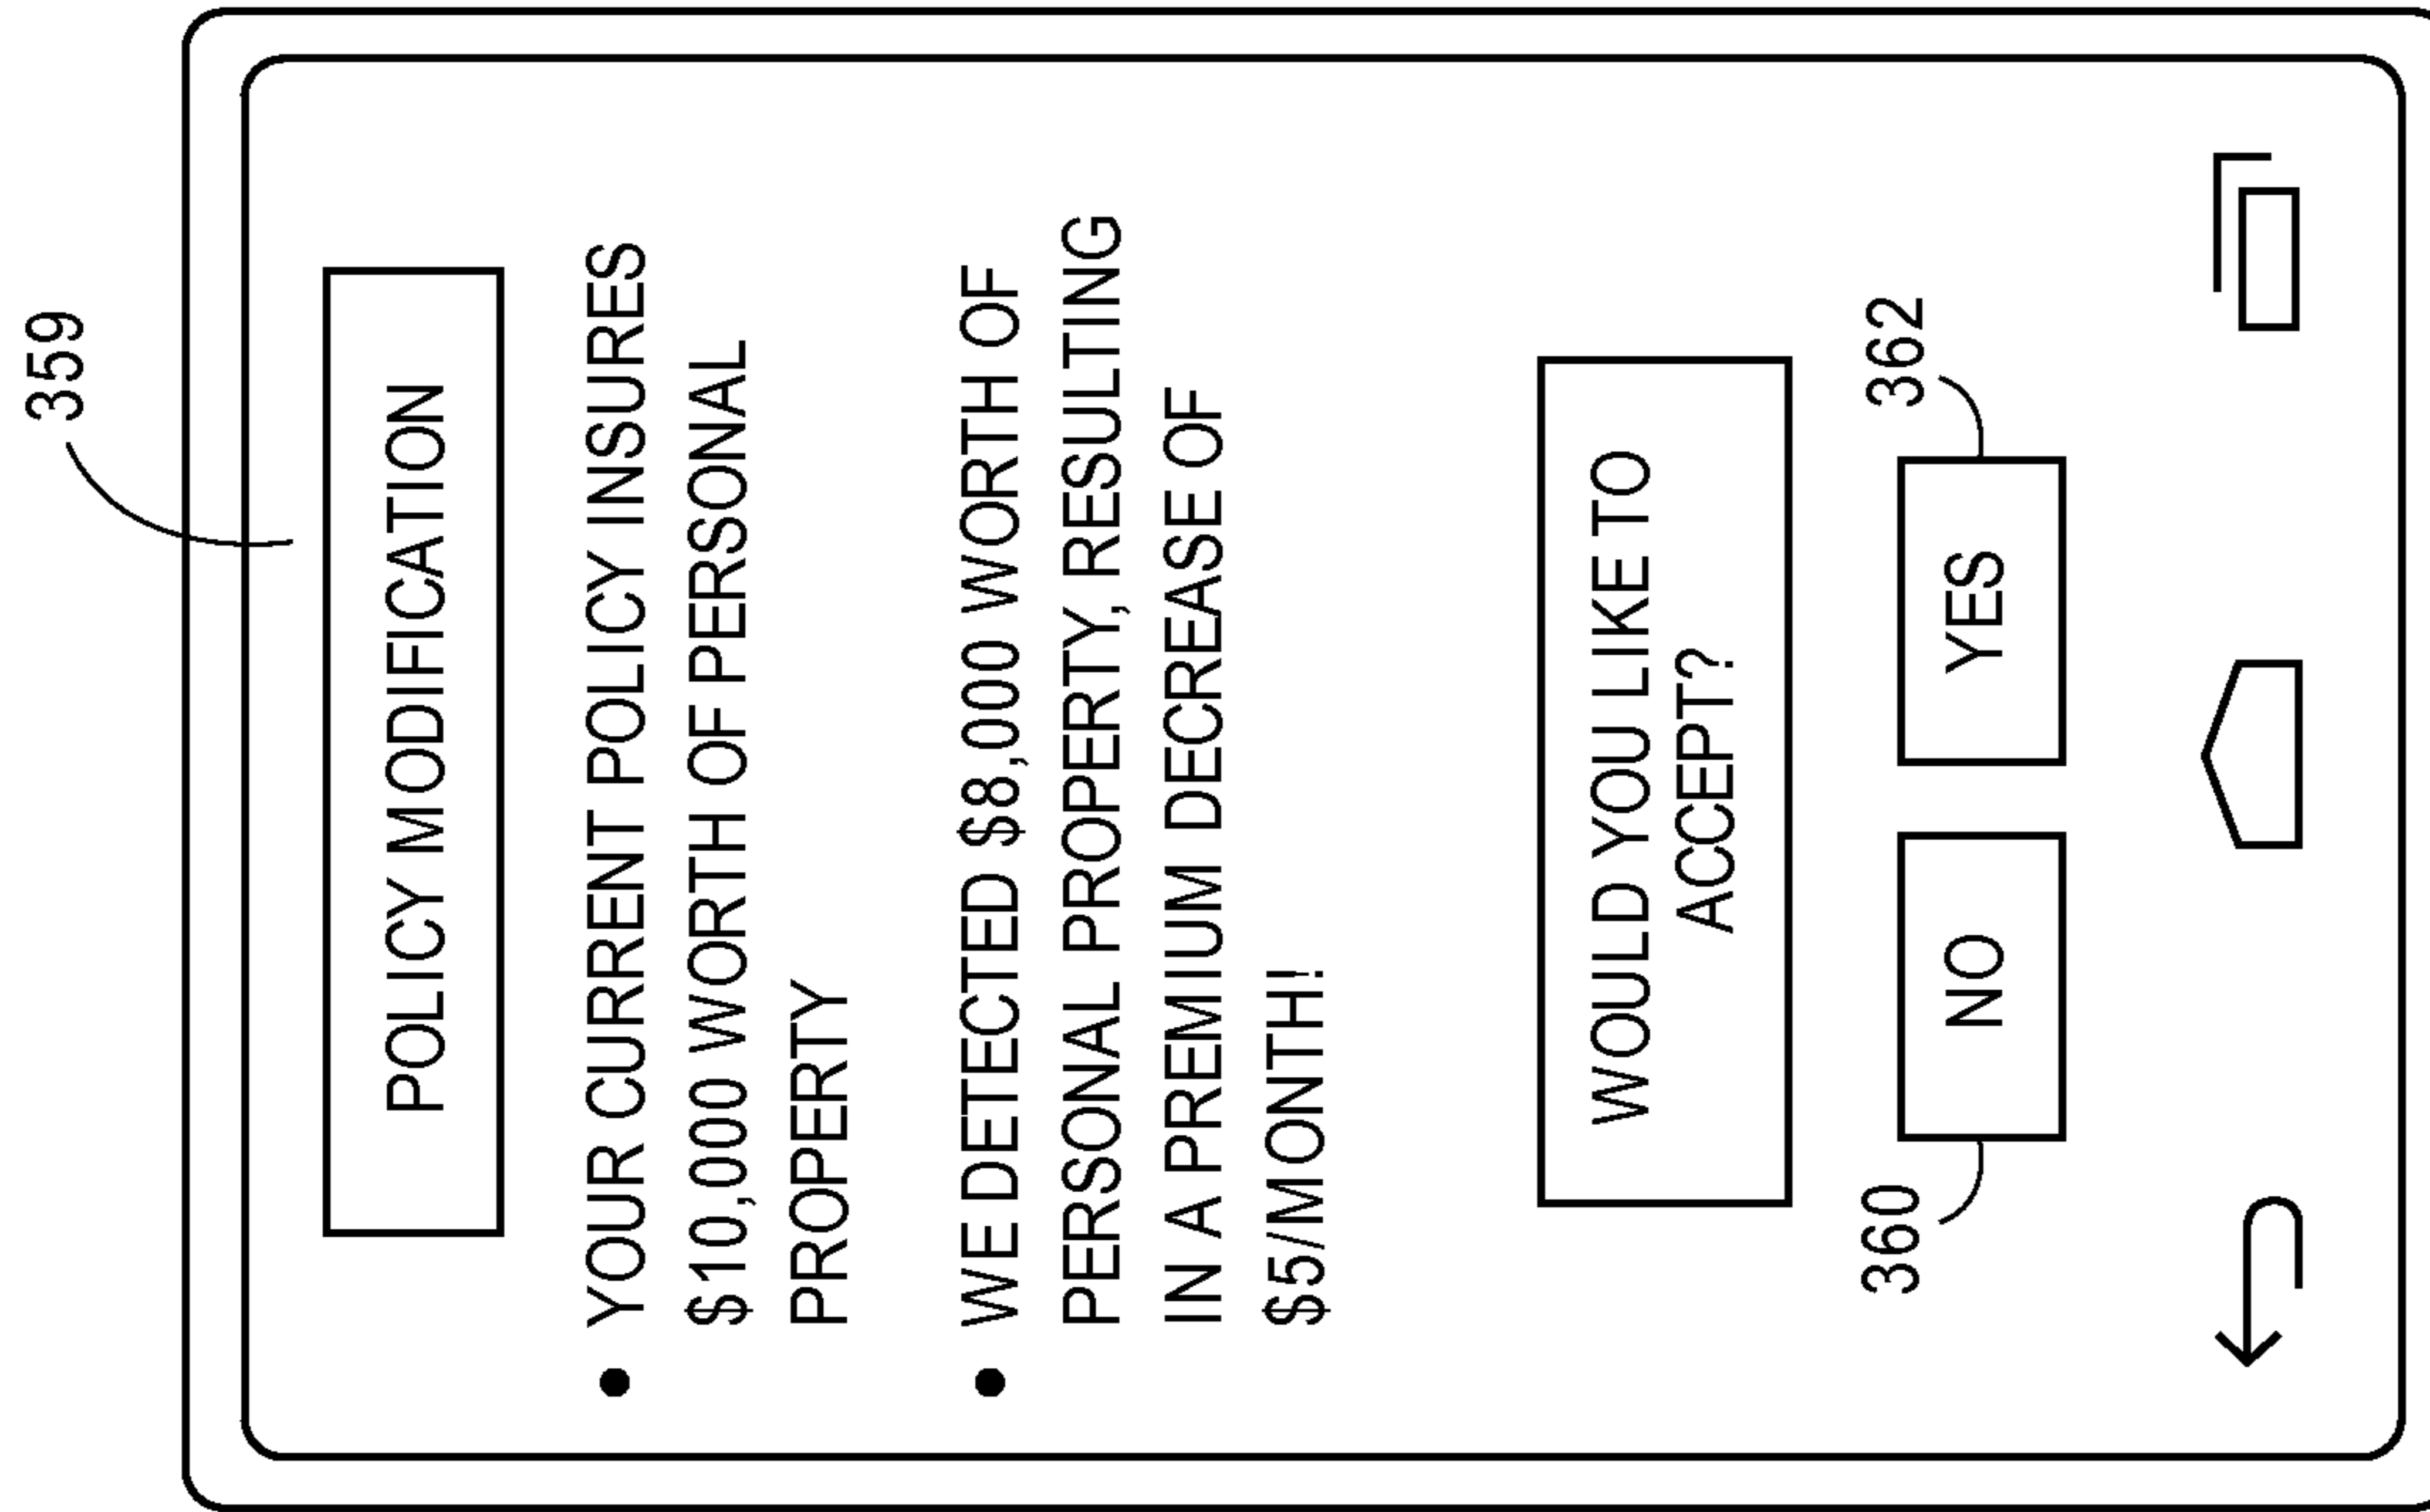 359
POLICY MODIFICATION
• YOUR CURRENT POLICY INSURES
$10,000 WORTH OF PERSONAL
PROPERTY
• WE DETECTED $8,000 WORTH OF
PERSONAL PROPERTY, RESULTING
IN A PREMIUM DECREASE OF
$5/MONTH!
WOULD YOU LIKE TO
ACCEPT?
360
NO
YES
362